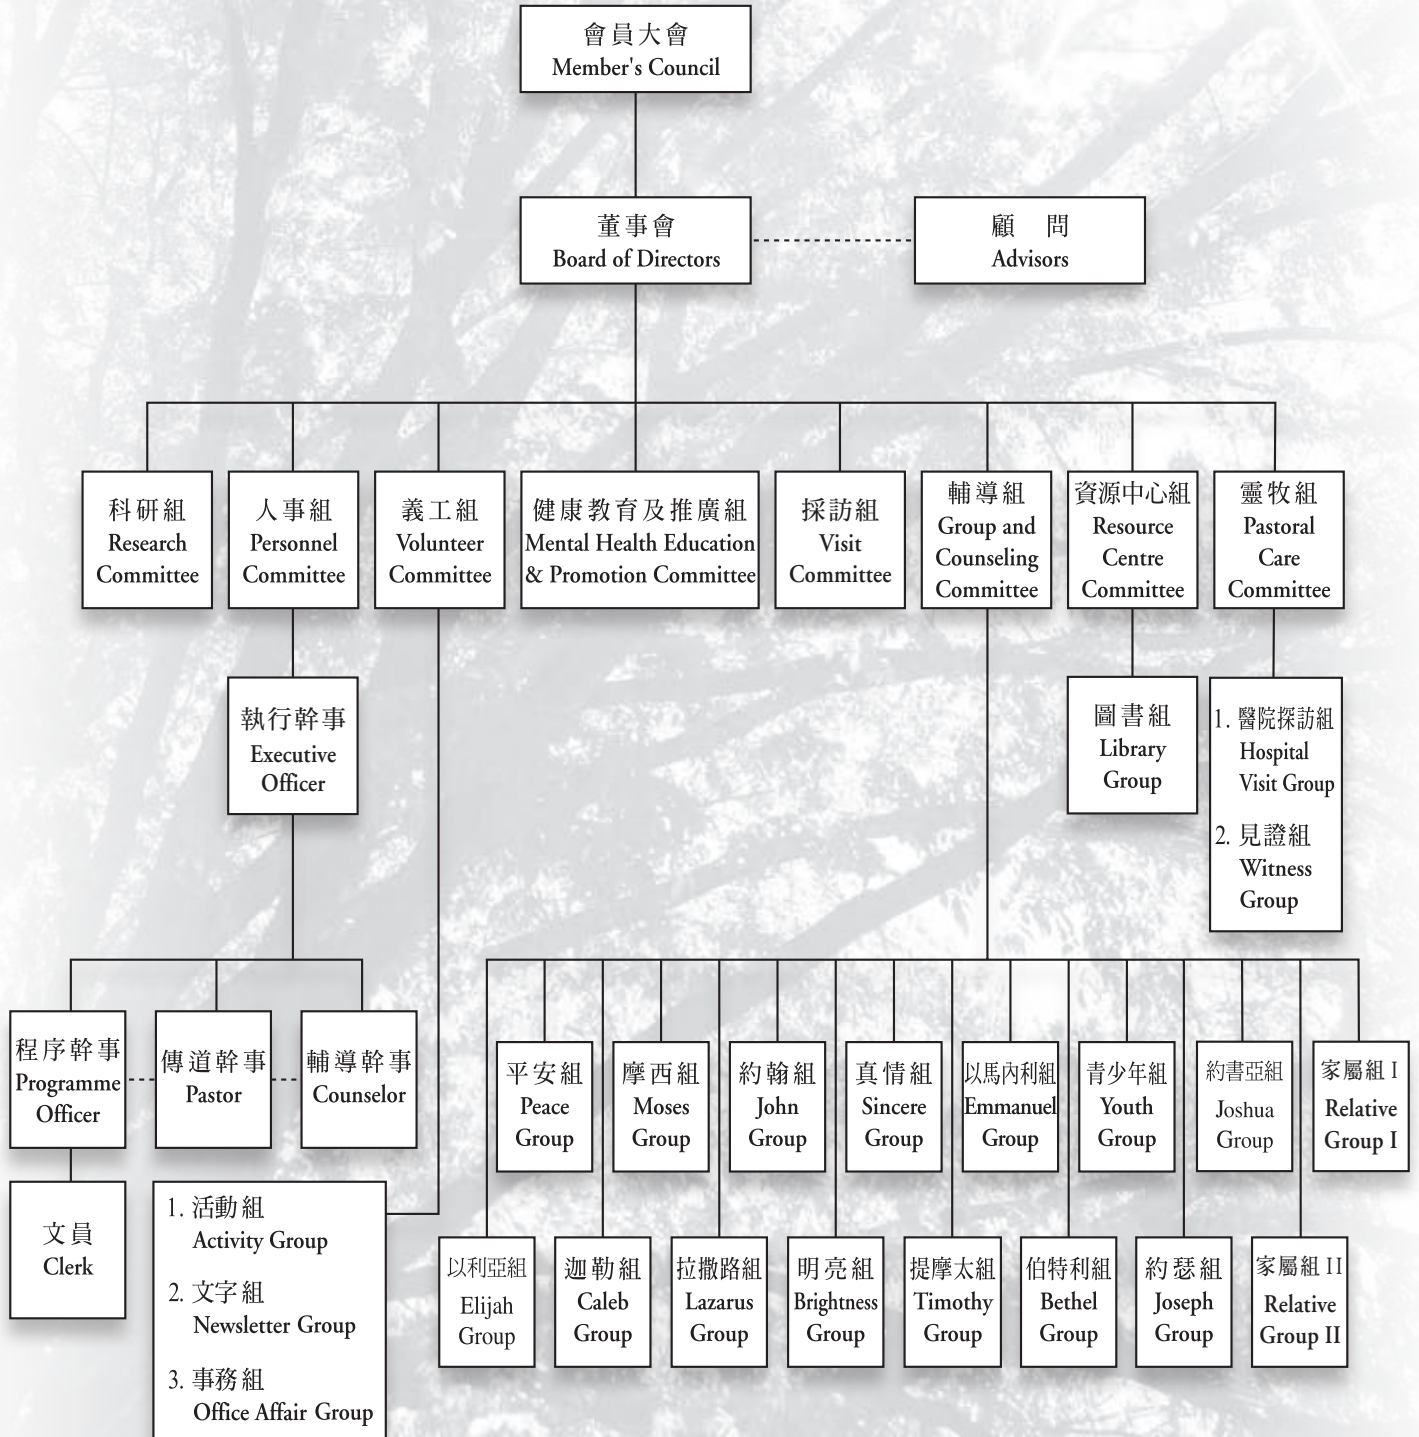 會員大會
Member's Council
董事會
Board of Directors
顧 問
Advisors
科研組
Research
Committee
人事組
Personnel
Committee
義工組
Volunteer
Committee
健康教育及推廣組
Mental Health Education
& Promotion Committee
採訪組
Visit
Committee
輔導組
Group and
Counseling
Committee
資源中心組
Resource
Centre
Committee
靈牧組
Pastoral
Care
Committee
執行幹事
Executive
Officer
圖書組
Library
Group
1. 醫院探訪組
Hospital
Visit Group
2. 見證組
Witness
Group
程序幹事
Programme
Officer
傳道幹事
Pastor
輔導幹事
Counselor
平安組
Peace
Group
摩西組
Moses
Group
約翰組
John
Group
真情組
Sincere
Group
以馬內利組
Emmanuel
Group
青少年組
Youth
Group
約書亞組
Joshua
Group
家屬組 I
Relative
Group I
文員
Clerk
1. 活動組
Activity Group
2. 文字組
Newsletter Group
3. 事務組
Office Affair Group
以利亞組
Elijah
Group
迦勒組
Caleb
Group
拉撒路組
Lazarus
Group
明亮組
Brightness
Group
提摩太組
Timothy
Group
伯特利組
Bethel
Group
約瑟組
Joseph
Group
家屬組 II
Relative
Group II